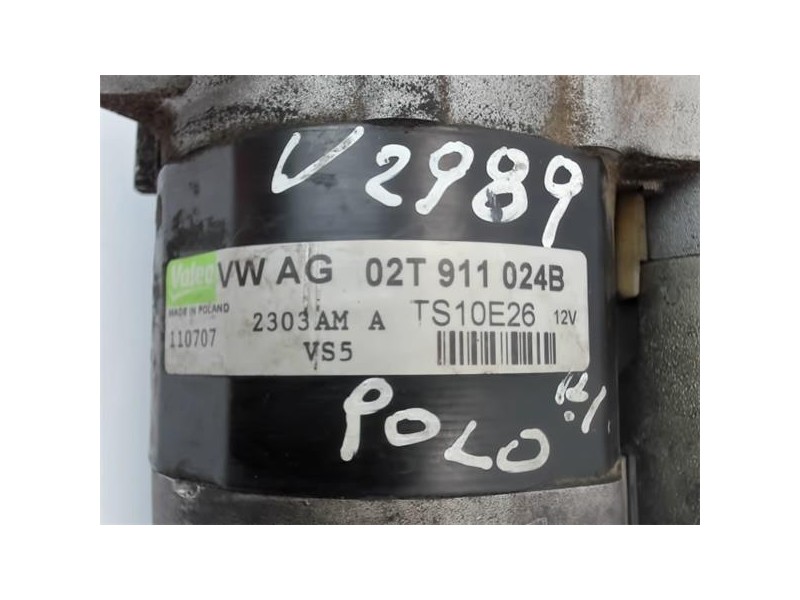 V2989
Valeo VW AG 02T 911 024B
MADE IN POLAND
110707 2303AM A TS10E26 12V
VS5
POLO